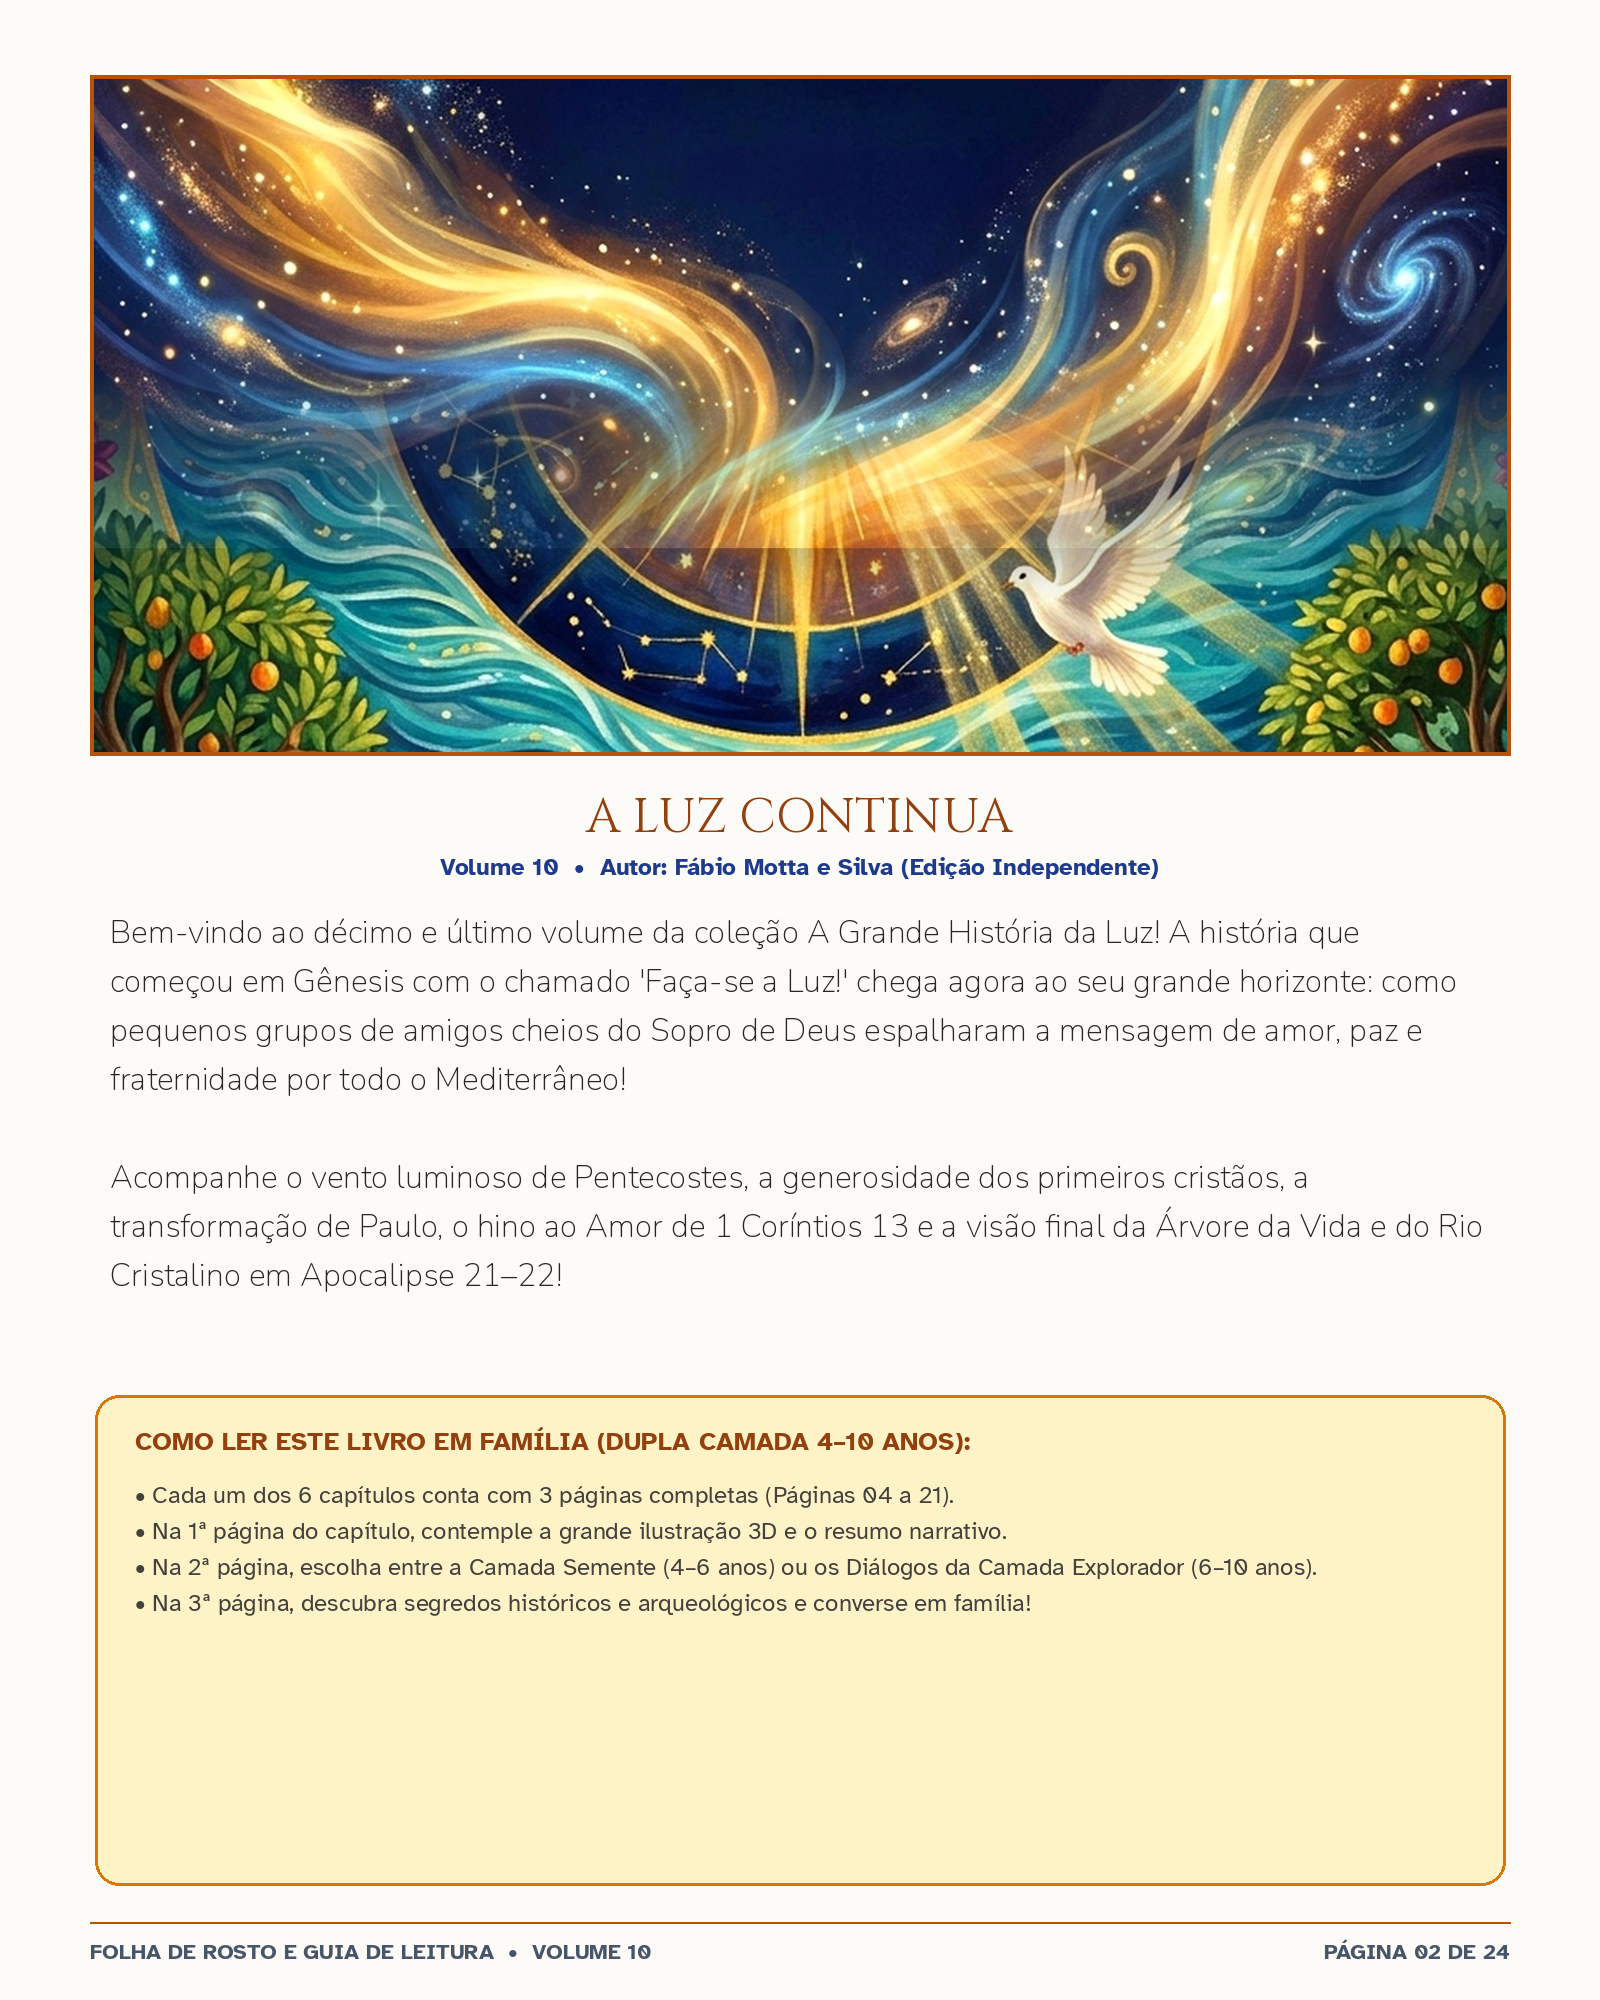 A LUZ CONTINUA
Volume 10 • Autor: Fábio Motta e Silva (Edição Independente)
Bem-vindo ao décimo e último volume da coleção A Grande História da Luz! A história que
começou em Gênesis com o chamado 'Faça-se a Luz!' chega agora ao seu grande horizonte: como
pequenos grupos de amigos cheios do Sopro de Deus espalharam a mensagem de amor, paz e
fraternidade por todo o Mediterrâneo!
Acompanhe o vento luminoso de Pentecostes, a generosidade dos primeiros cristãos, a
transformação de Paulo, o hino ao Amor de 1 Coríntios 13 e a visão final da Árvore da Vida e do Rio
Cristalino em Apocalipse 21–22!
COMO LER ESTE LIVRO EM FAMÍLIA (DUPLA CAMADA 4–10 ANOS):
• Cada um dos 6 capítulos conta com 3 páginas completas (Páginas 04 a 21).
• Na 1ª página do capítulo, contemple a grande ilustração 3D e o resumo narrativo.
• Na 2ª página, escolha entre a Camada Semente (4–6 anos) ou os Diálogos da Camada Explorador (6–10 anos).
• Na 3ª página, descubra segredos históricos e arqueológicos e converse em família!
FOLHA DE ROSTO E GUIA DE LEITURA • VOLUME 10
PÁGINA 02 DE 24